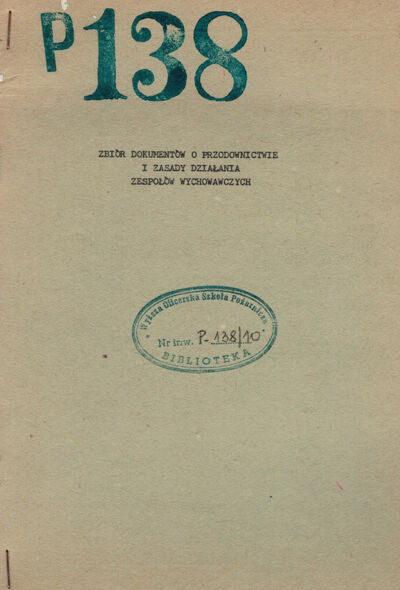 P138
ZBIÓR DOKUMENTÓW O PRZODOWNICTWIE
I ZASADY DZIAŁANIA
ZESPOŁÓW WYCHOWAWCZYCH
Wyższa Oficerska Szkoła Pożarnicza
Nr inw. P-138/10
BIBLIOTEKA